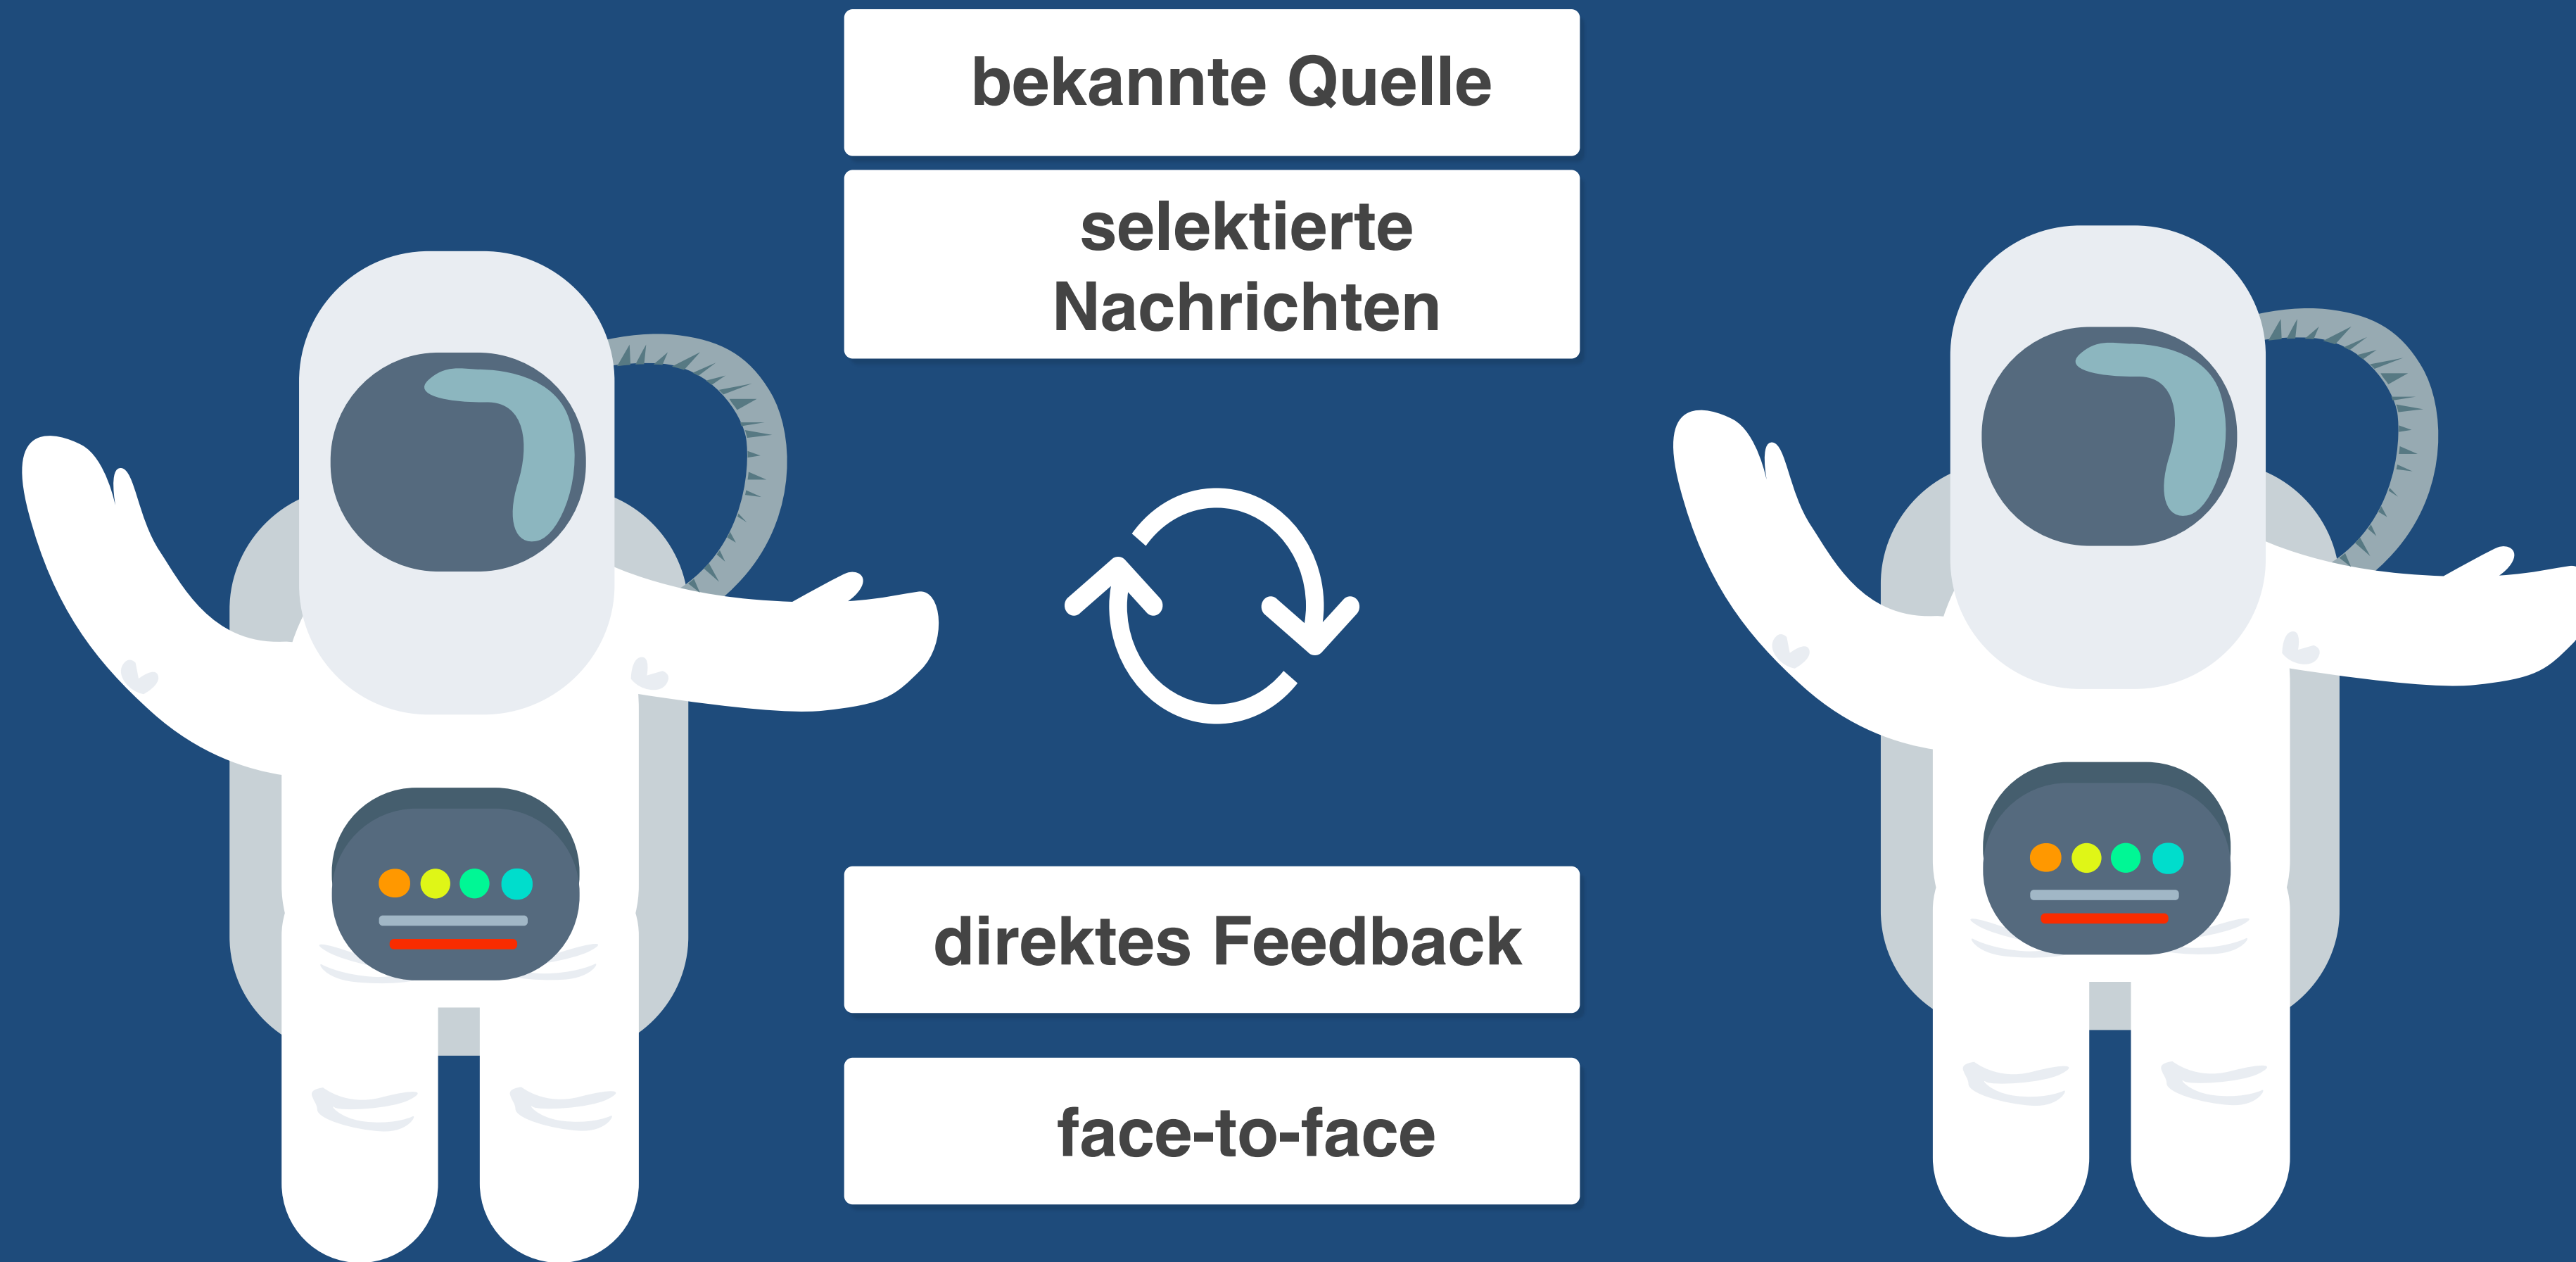 bekannte Quelle
selektierte
Nachrichten
direktes Feedback
face-to-face